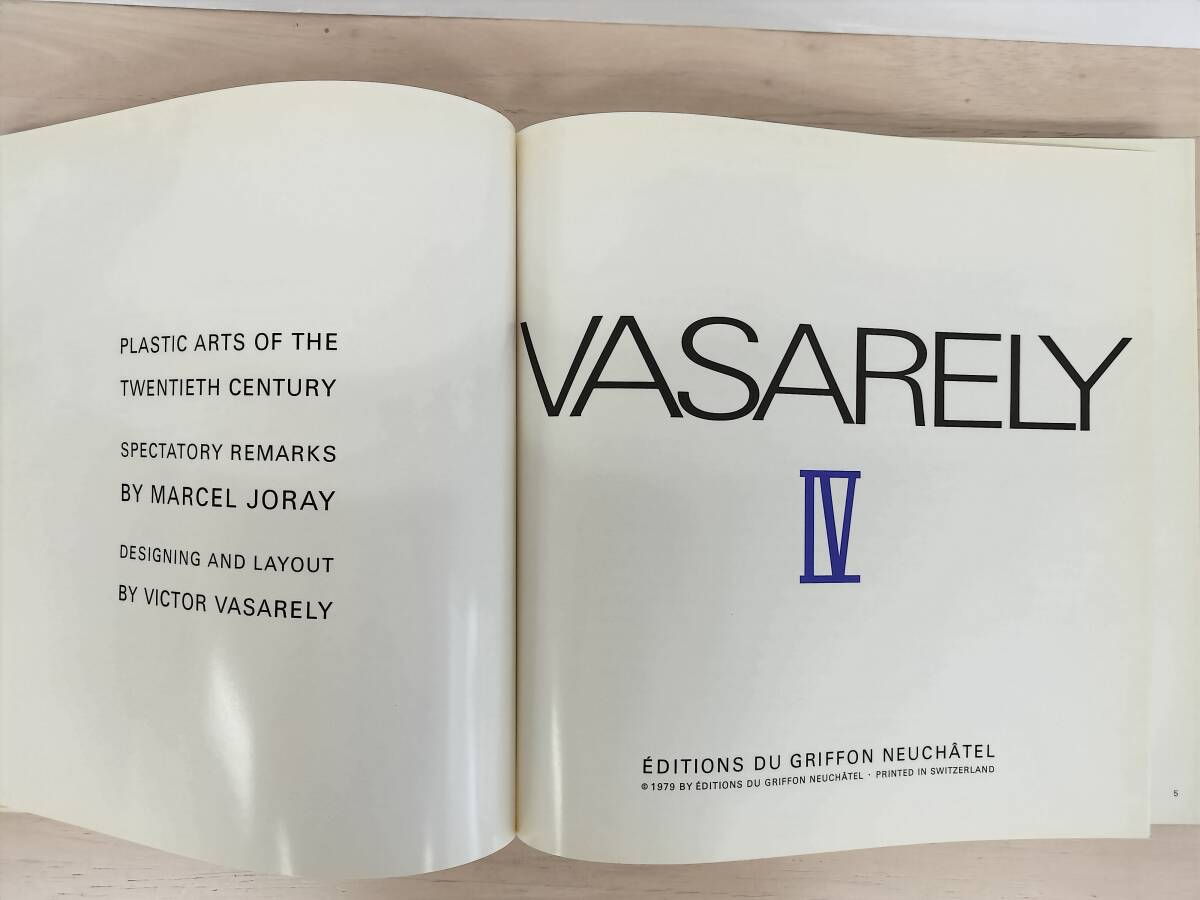 PLASTIC ARTS OF THE
TWENTIETH CENTURY
SPECTATORY REMARKS
BY MARCEL JORAY
DESIGNING AND LAYOUT
BY VICTOR VASARELY
VASARELY
IV
ÉDITIONS DU GRIFFON NEUCHÂTEL
© 1979 BY ÉDITIONS DU GRIFFON NEUCHÂTEL · PRINTED IN SWITZERLAND
5